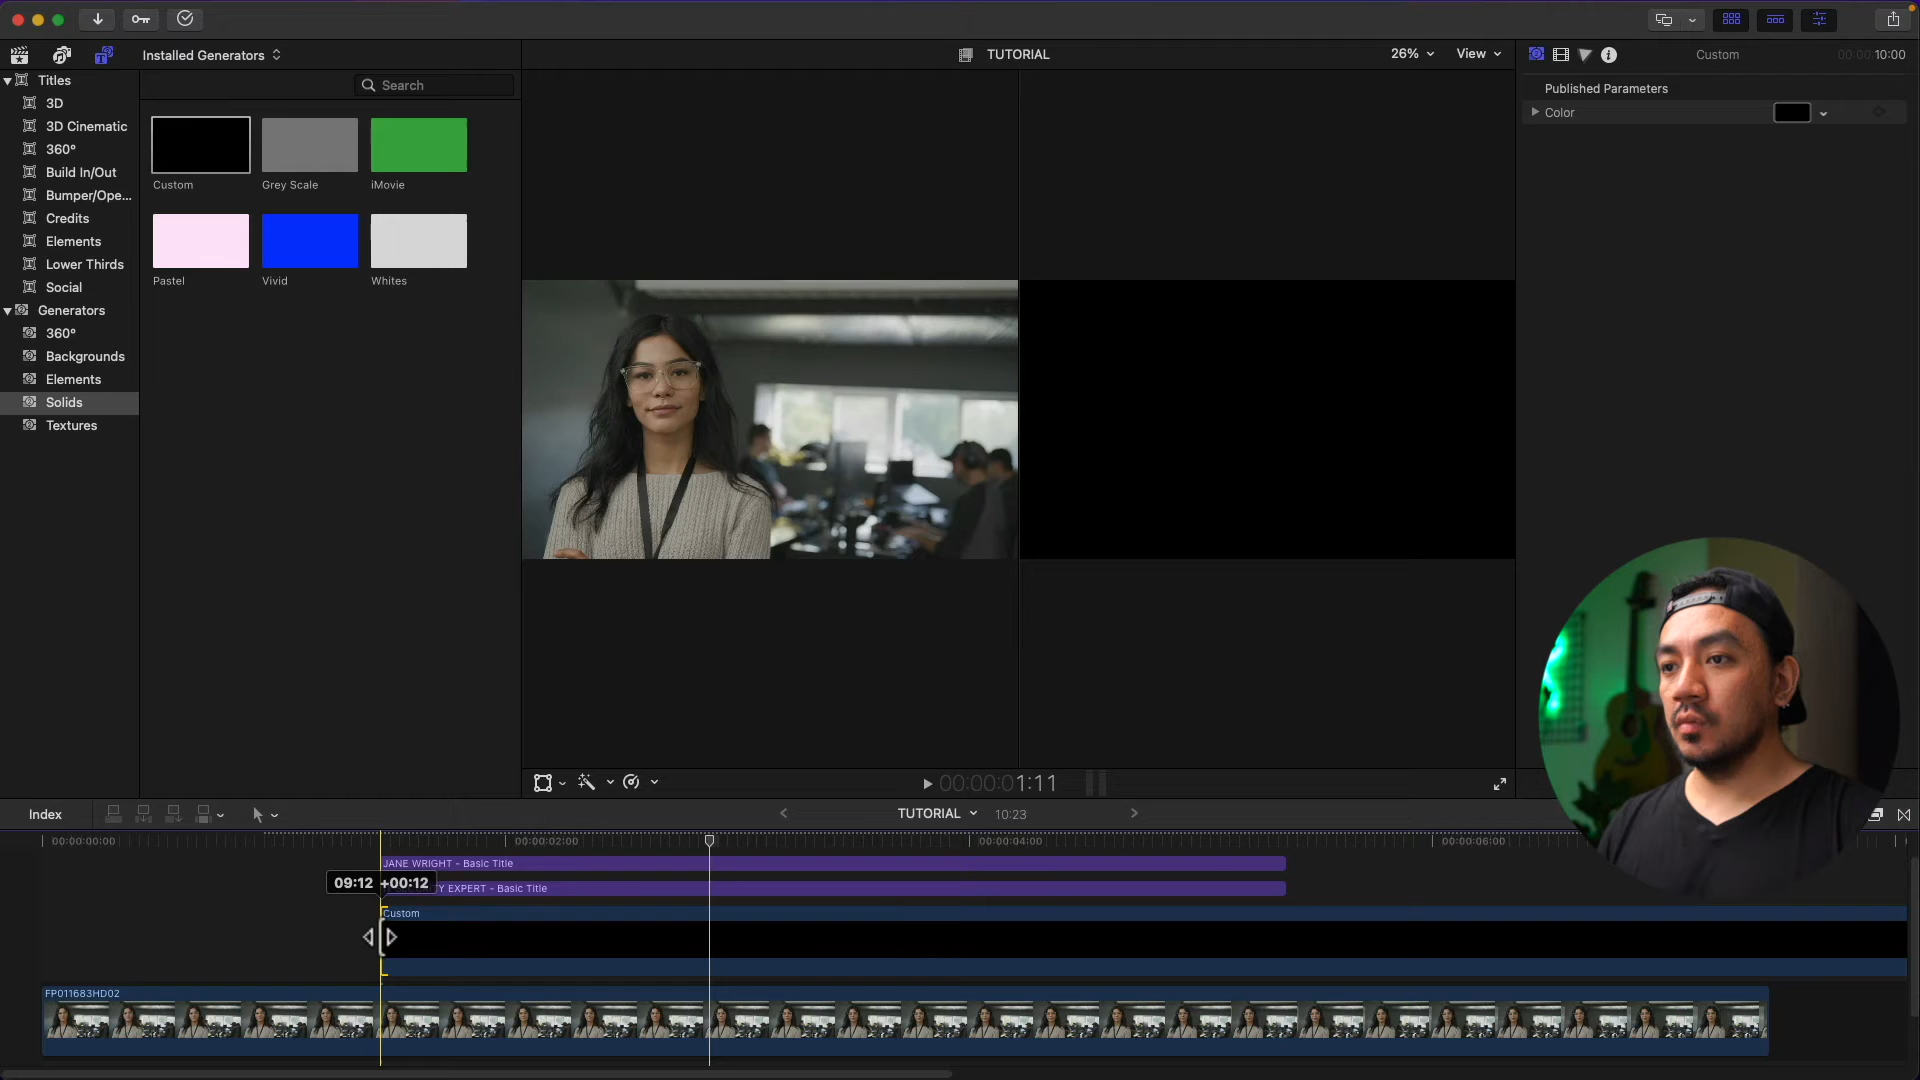 Installed Generators
TUTORIAL
26%
View
Custom
00:00:10:00
Titles
3D
3D Cinematic
360°
Build In/Out
Bumper/Ope...
Credits
Elements
Lower Thirds
Social
Generators
360°
Backgrounds
Elements
Solids
Textures
Search
Custom
Grey Scale
iMovie
Pastel
Vivid
Whites
Published Parameters
Color
00:00:01:11
Index
TUTORIAL
10:23
00:00:00:00
00:00:02:00
00:00:04:00
00:00:06:00
JANE WRIGHT - Basic Title
09:12 +00:12
Y EXPERT - Basic Title
Custom
FP011683HD02